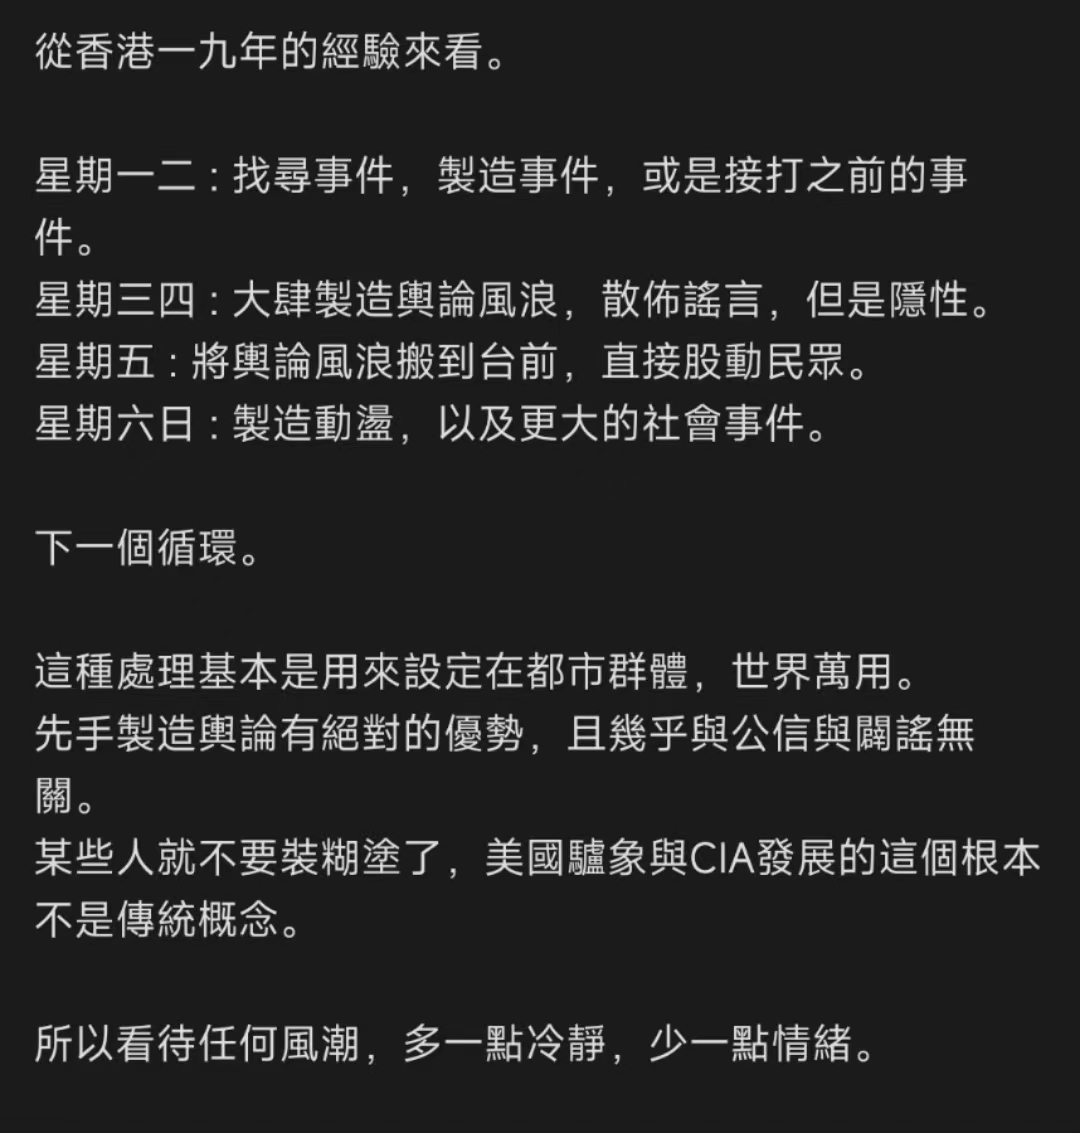 從香港一九年的經驗來看。
星期一二 : 找尋事件，製造事件，或是接打之前的事
件。
星期三四 : 大肆製造輿論風浪，散佈謠言，但是隱性。
星期五 : 將輿論風浪搬到台前，直接股動民眾。
星期六日 : 製造動盪，以及更大的社會事件。
下一個循環。
這種處理基本是用來設定在都市群體，世界萬用。
先手製造輿論有絕對的優勢，且幾乎與公信與闢謠無
關。
某些人就不要裝糊塗了，美國驢象與CIA發展的這個根本
不是傳統概念。
所以看待任何風潮，多一點冷靜，少一點情緒。